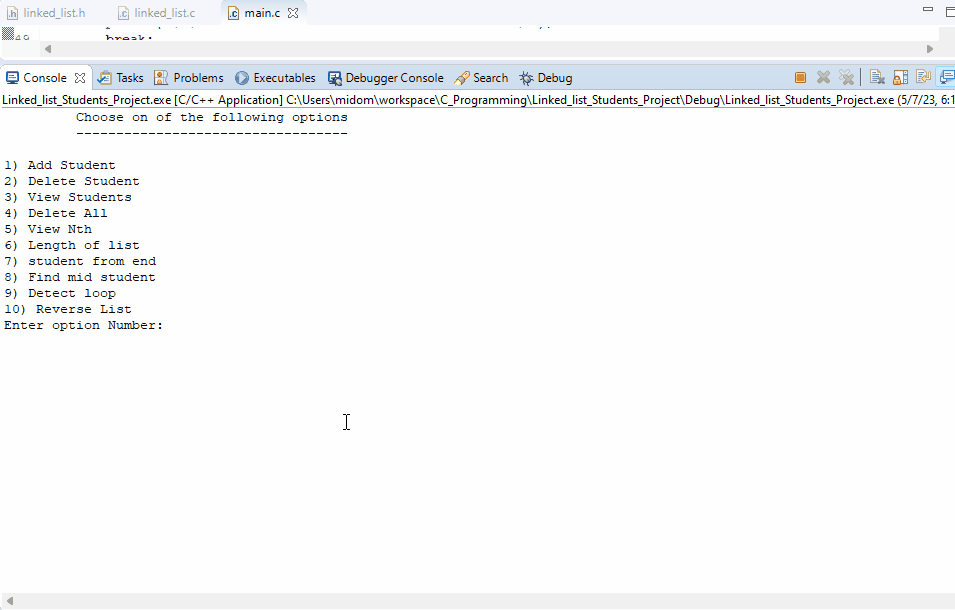 linked_list.h linked_list.c main.c
49 break;
Console Tasks Problems Executables Debugger Console Search Debug
Linked_list_Students_Project.exe [C/C++ Application] C:\Users\midom\workspace\C_Programming\Linked_list_Students_Project\Debug\Linked_list_Students_Project.exe (5/7/23, 6:1
Choose on of the following options
----------------------------------
1) Add Student
2) Delete Student
3) View Students
4) Delete All
5) View Nth
6) Length of list
7) student from end
8) Find mid student
9) Detect loop
10) Reverse List
Enter option Number: